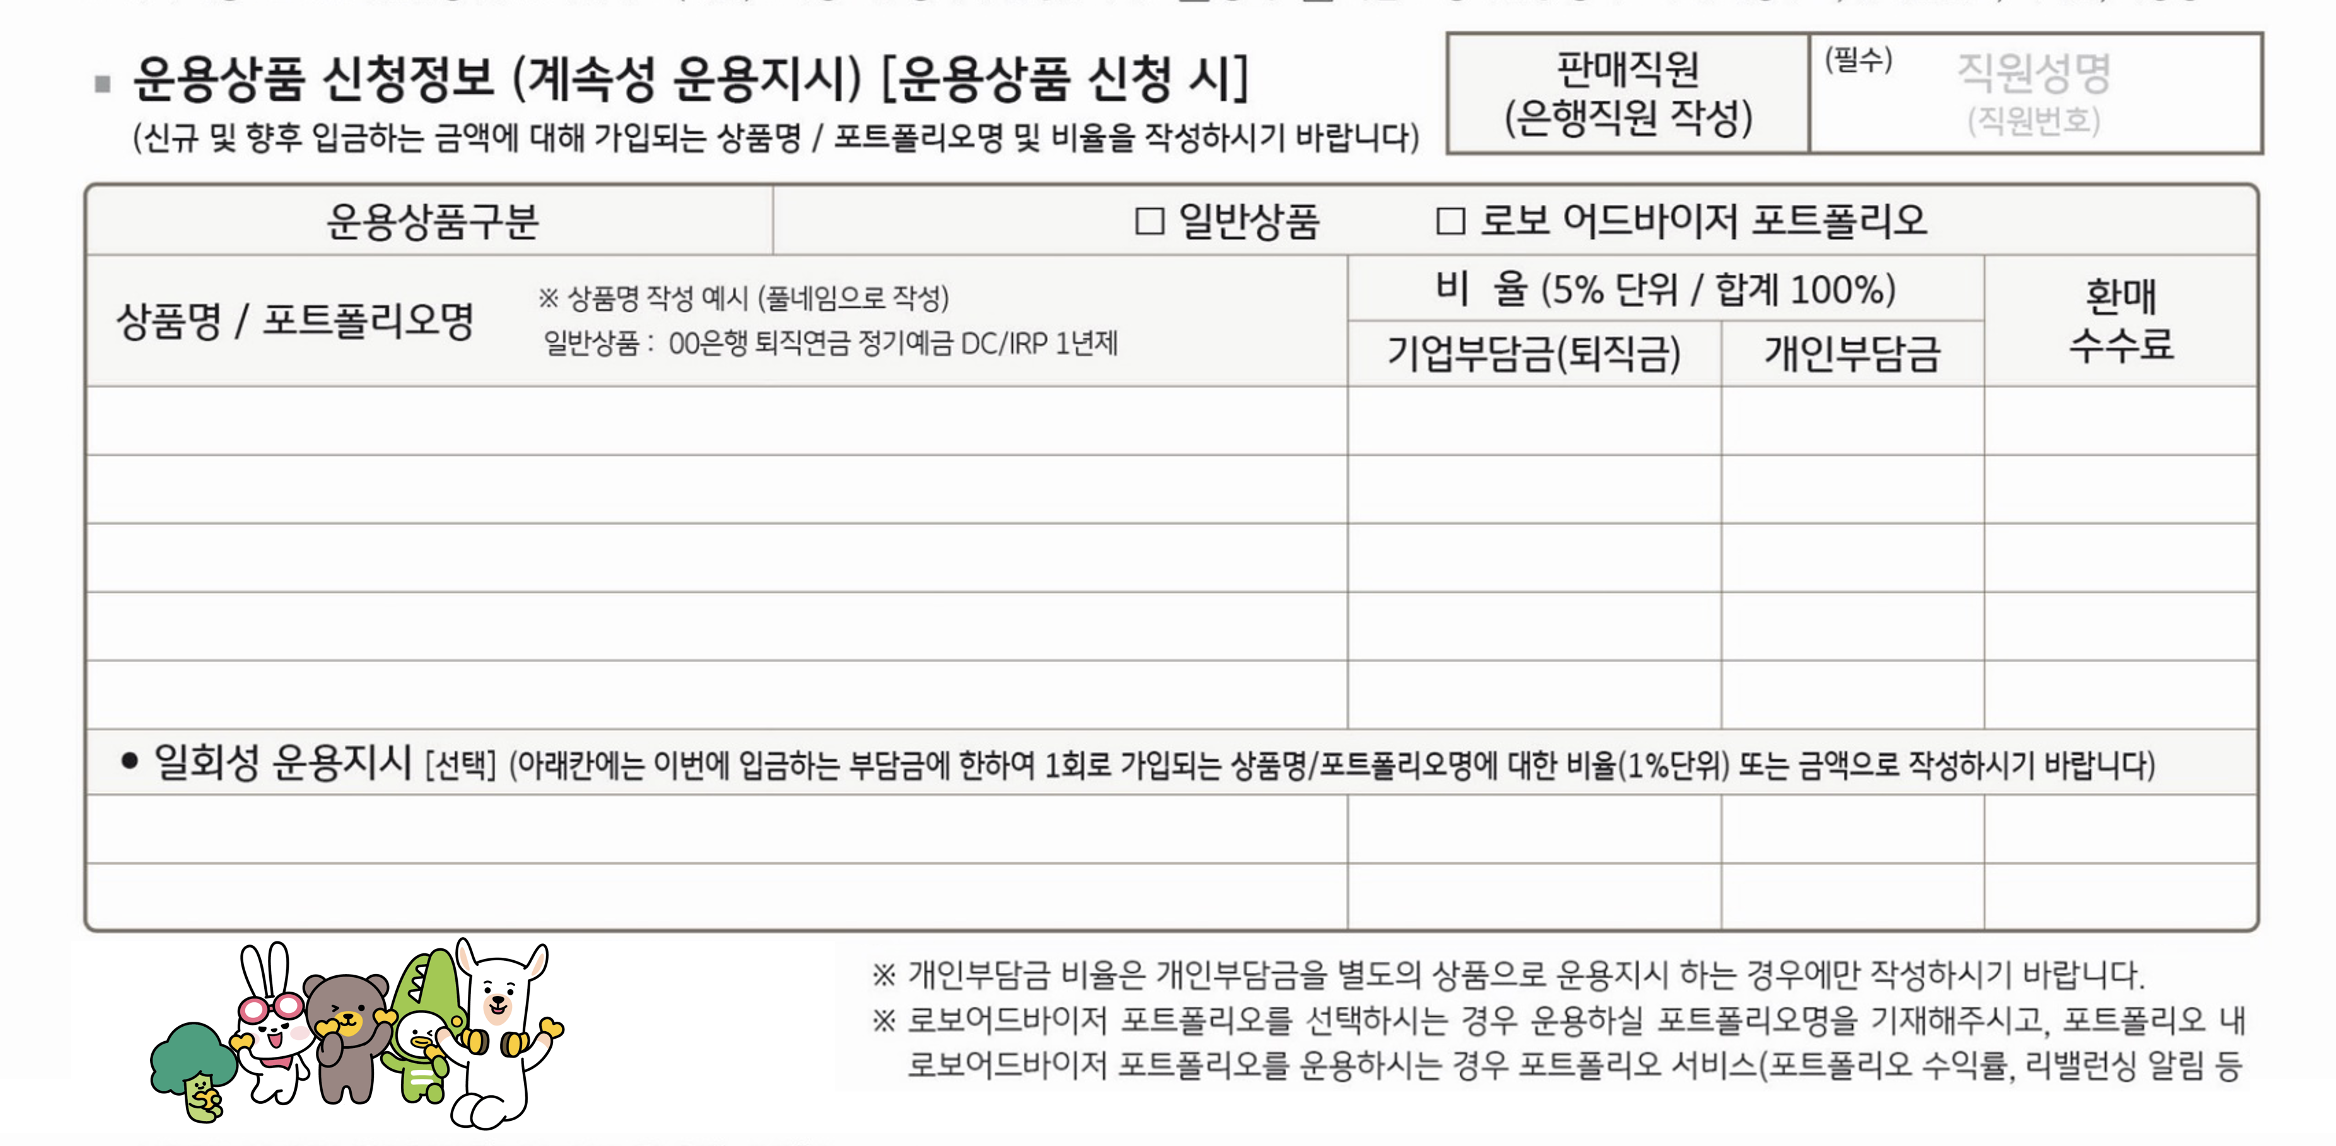 ▪ 운용상품 신청정보 (계속성 운용지시) [운용상품 신청 시]
(신규 및 향후 입금하는 금액에 대해 가입되는 상품명 / 포트폴리오명 및 비율을 작성하시기 바랍니다)
판매직원
(은행직원 작성)
(필수) 직원성명
(직원번호)
운용상품구분 □ 일반상품 □ 로보 어드바이저 포트폴리오
상품명 / 포트폴리오명
※ 상품명 작성 예시 (풀네임으로 작성)
일반상품 : 00은행 퇴직연금 정기예금 DC/IRP 1년제
비 율 (5% 단위 / 합계 100%)
기업부담금(퇴직금) 개인부담금
환매
수수료
● 일회성 운용지시 [선택] (아래칸에는 이번에 입금하는 부담금에 한하여 1회로 가입되는 상품명/포트폴리오명에 대한 비율(1%단위) 또는 금액으로 작성하시기 바랍니다)
※ 개인부담금 비율은 개인부담금을 별도의 상품으로 운용지시 하는 경우에만 작성하시기 바랍니다.
※ 로보어드바이저 포트폴리오를 선택하시는 경우 운용하실 포트폴리오명을 기재해주시고, 포트폴리오 내
로보어드바이저 포트폴리오를 운용하시는 경우 포트폴리오 서비스(포트폴리오 수익률, 리밸런싱 알림 등